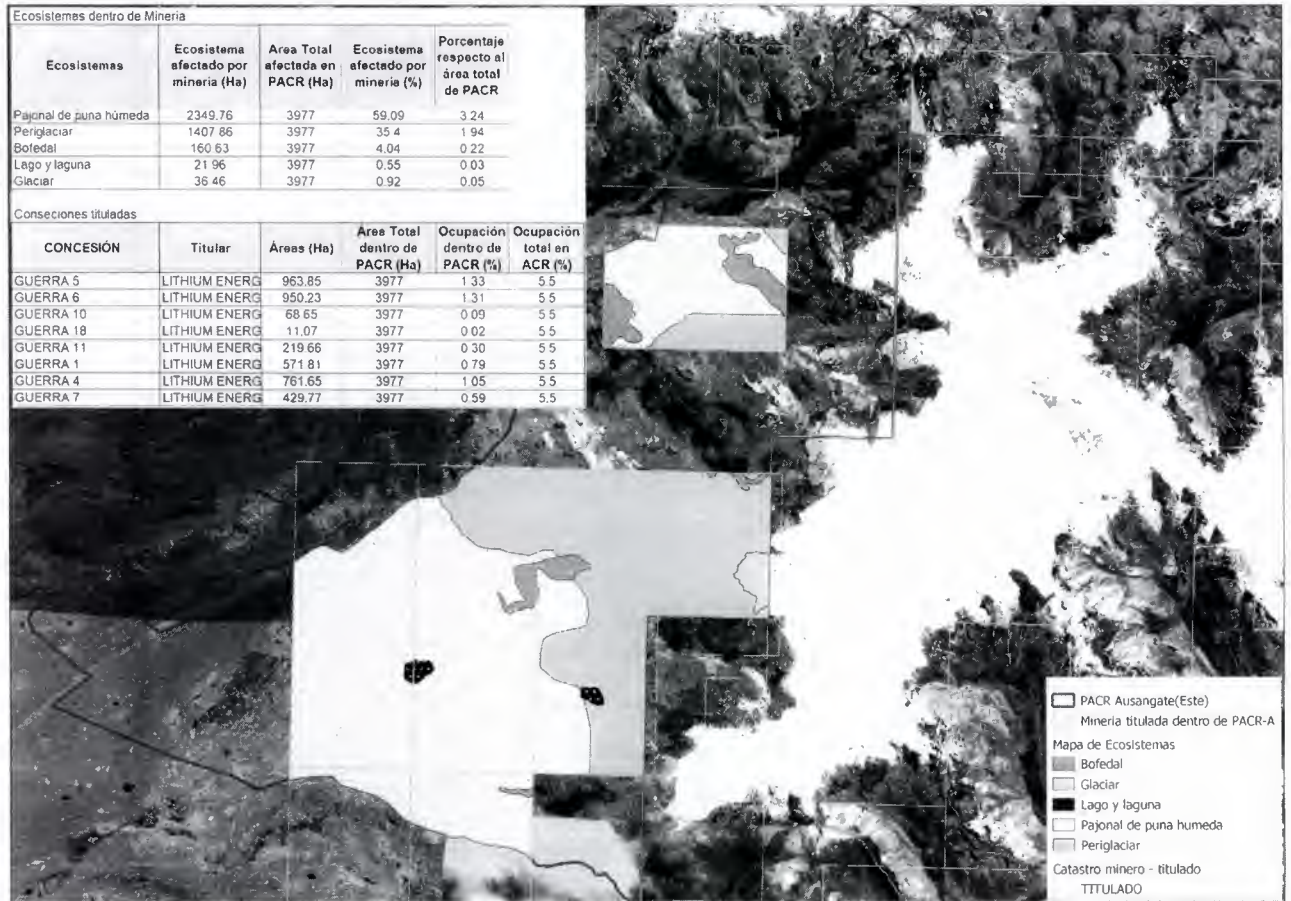 Ecosistemas dentro de Mineria
Ecosistemas Ecosistema afectado por mineria (Ha) Area Total afectada en PACR (Ha) Ecosistema afectado por mineria (%) Porcentaje respecto al área total de PACR
Pajonal de puna húmeda 2349.76 3977 59.09 3.24
Periglaciar 1407 86 3977 35 4 1 94
Bofedal 160 63 3977 4.04 0 22
Lago y laguna 21 96 3977 0.55 0.03
Glaciar 36 46 3977 0.92 0.05
Conseciones tituladas
CONCESIÓN Titular Áreas (Ha) Área Total dentro de PACR (Ha) Ocupación dentro de PACR (%) Ocupación total en ACR (%)
GUERRA 5 LITHIUM ENERG 963.85 3977 1 33 5 5
GUERRA 6 LITHIUM ENERG 950.23 3977 1.31 5 5
GUERRA 10 LITHIUM ENERG 68 65 3977 0 09 5 5
GUERRA 18 LITHIUM ENERG 11.07 3977 0 02 5 5
GUERRA 11 LITHIUM ENERG 219 66 3977 0 30 5 5
GUERRA 1 LITHIUM ENERG 571 81 3977 0 79 5 5
GUERRA 4 LITHIUM ENERG 761.65 3977 1 05 5 5
GUERRA 7 LITHIUM ENERG 429.77 3977 0.59 5.5
PACR Ausangate(Este)
Mineria titulada dentro de PACR-A
Mapa de Ecosistemas
Bofedal
Glaciar
Lago y laguna
Pajonal de puna humeda
Periglaciar
Catastro minero - titulado
TITULADO